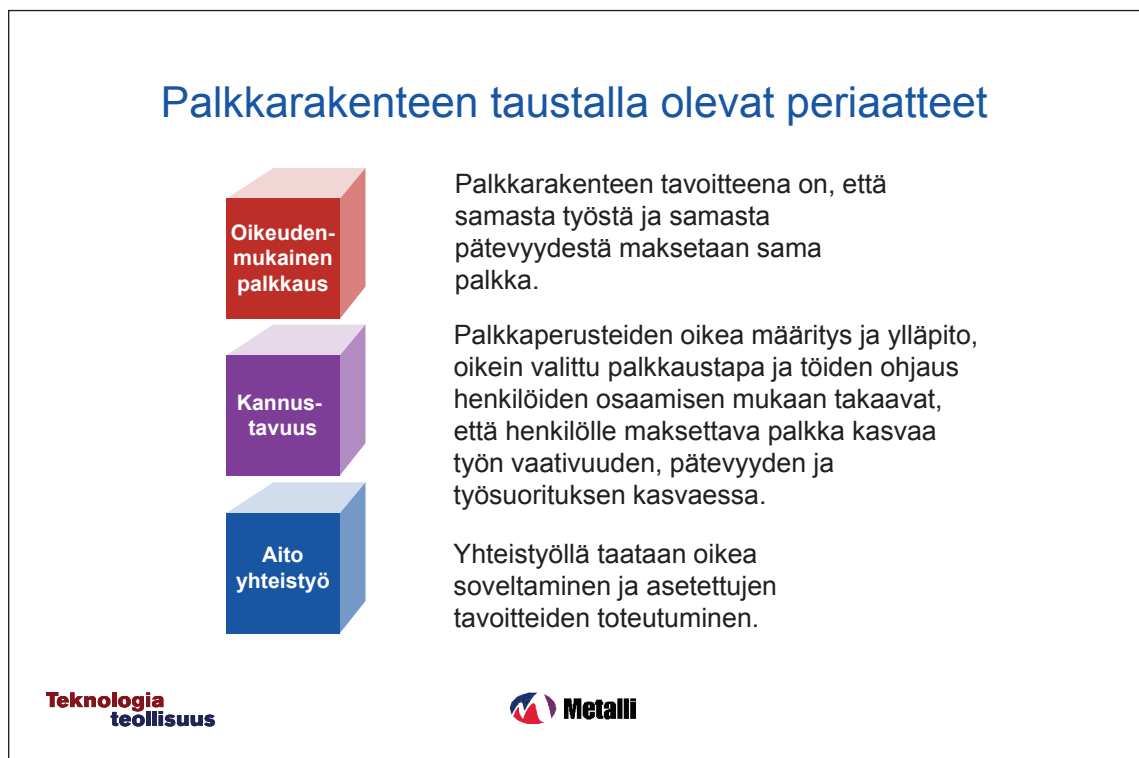 Palkkarakenteen taustalla olevat periaatteet
Oikeuden-
mukainen
palkkaus
Palkkarakenteen tavoitteena on, että
samasta työstä ja samasta
pätevyydestä maksetaan sama
palkka.
Kannus-
tavuus
Palkkaperusteiden oikea määritys ja ylläpito,
oikein valittu palkkaustapa ja töiden ohjaus
henkilöiden osaamisen mukaan takaavat,
että henkilölle maksettava palkka kasvaa
työn vaativuuden, pätevyyden ja
työsuorituksen kasvaessa.
Aito
yhteistyö
Yhteistyöllä taataan oikea
soveltaminen ja asetettujen
tavoitteiden toteutuminen.
Teknologia
teollisuus
Metalli